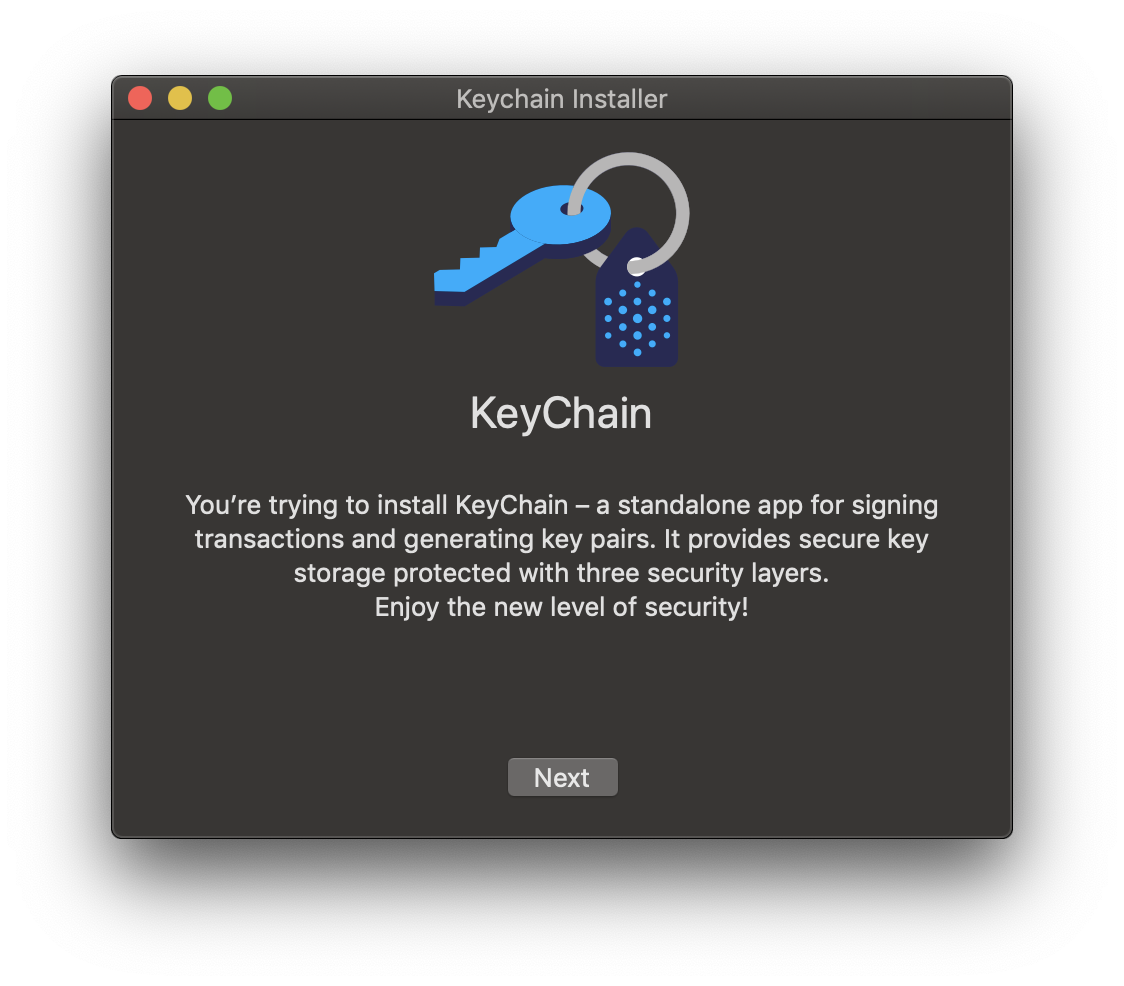 Keychain Installer
KeyChain
You’re trying to install KeyChain – a standalone app for signing
transactions and generating key pairs. It provides secure key
storage protected with three security layers.
Enjoy the new level of security!
Next